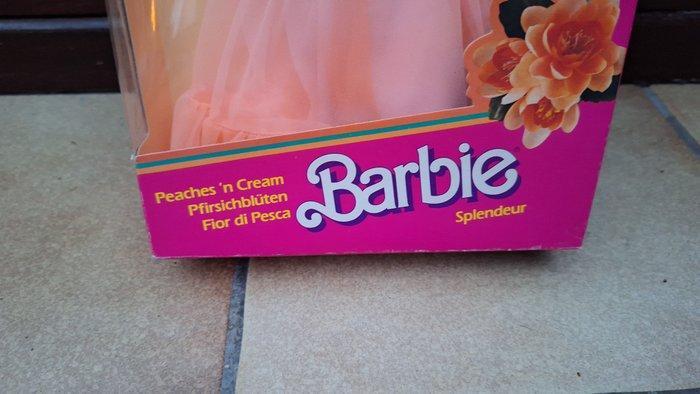 Peaches 'n Cream
Pfirsichblüten
Fior di Pesca
Barbie
Splendeur